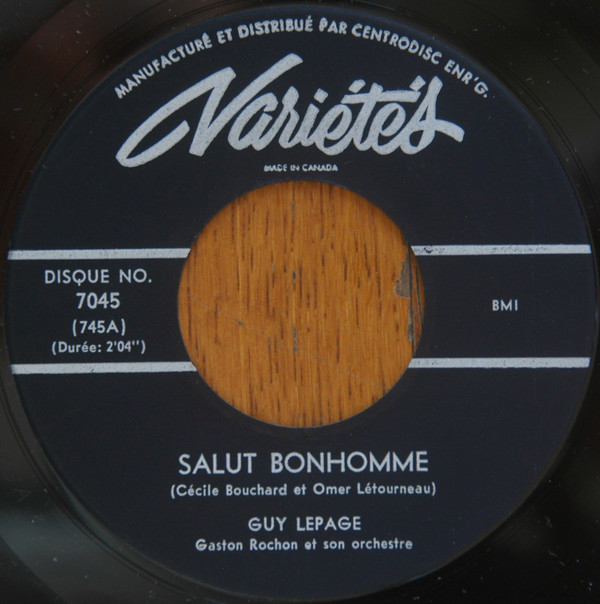 MANUFACTURÉ ET DISTRIBUÉ PAR CENTRODISC ENR'G.
Variétés
MADE IN CANADA
DISQUE NO.
7045
(745A)
(Durée: 2'04")
BMI
SALUT BONHOMME
(Cécile Bouchard et Omer Létourneau)
GUY LEPAGE
Gaston Rochon et son orchestre